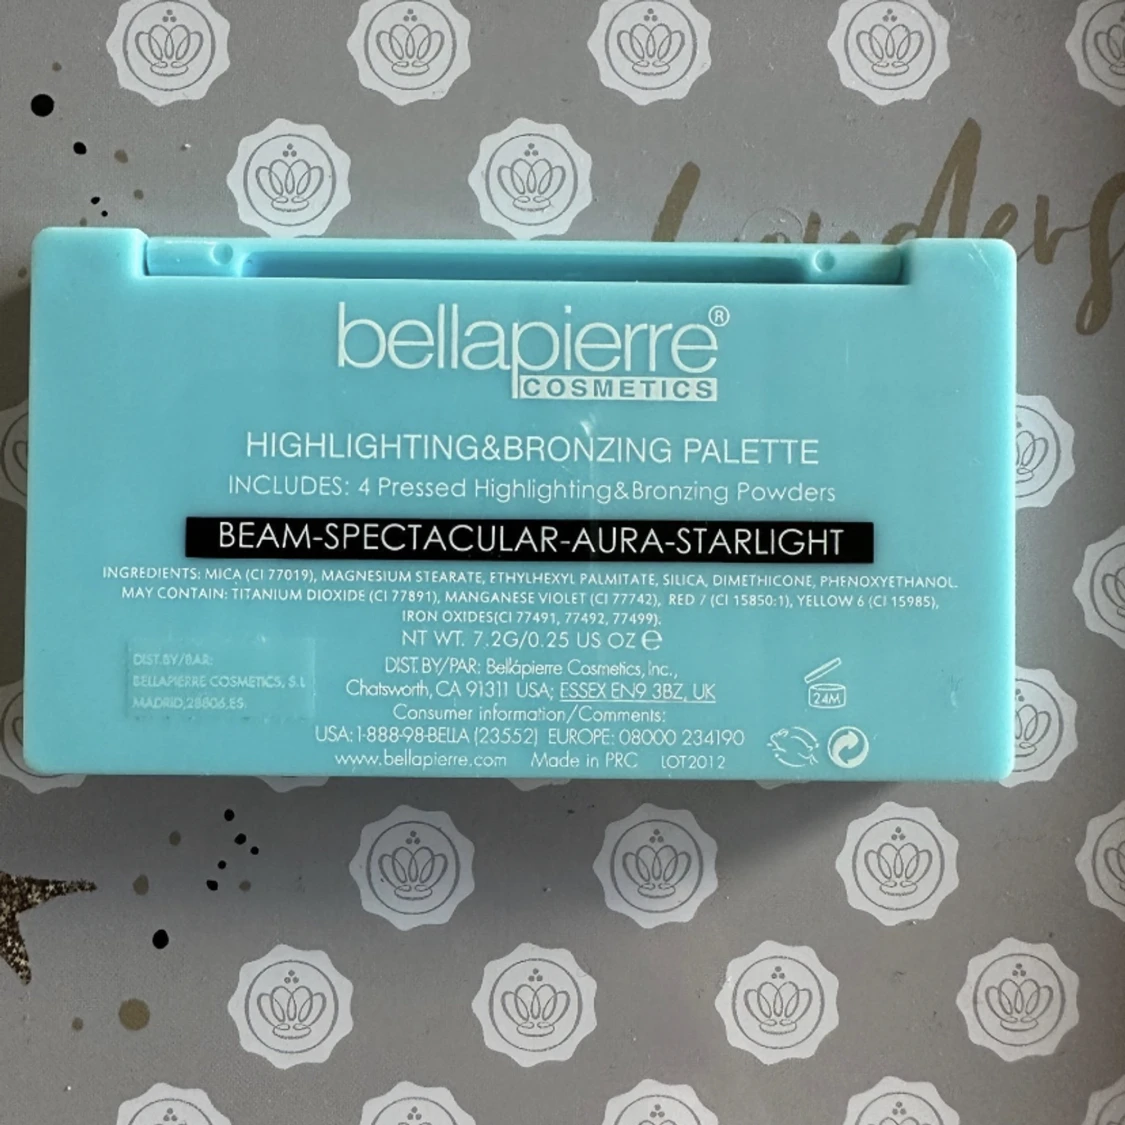 bellapierre®
COSMETICS
HIGHLIGHTING&BRONZING PALETTE
INCLUDES: 4 Pressed Highlighting&Bronzing Powders
BEAM-SPECTACULAR-AURA-STARLIGHT
INGREDIENTS: MICA (CI 77019), MAGNESIUM STEARATE, ETHYLHEXYL PALMITATE, SILICA, DIMETHICONE, PHENOXYETHANOL.
MAY CONTAIN: TITANIUM DIOXIDE (CI 77891), MANGANESE VIOLET (CI 77742), RED 7 (CI 15850:1), YELLOW 6 (CI 15985),
IRON OXIDES(CI 77491, 77492, 77499).
NT WT. 7.2G/0.25 US OZ ℮
DIST.BY/PAR: Bellápierre Cosmetics, Inc.,
Chatsworth, CA 91311 USA; ESSEX EN9 3BZ, UK
Consumer information/Comments:
USA: 1-888-98-BELLA (23552) EUROPE: 08000 234190
www.bellapierre.com Made in PRC LOT2012
DIST.BY/BAR:
BELLAPIERRE COSMETICS, S.L
MADRID,28006,ES.
24M